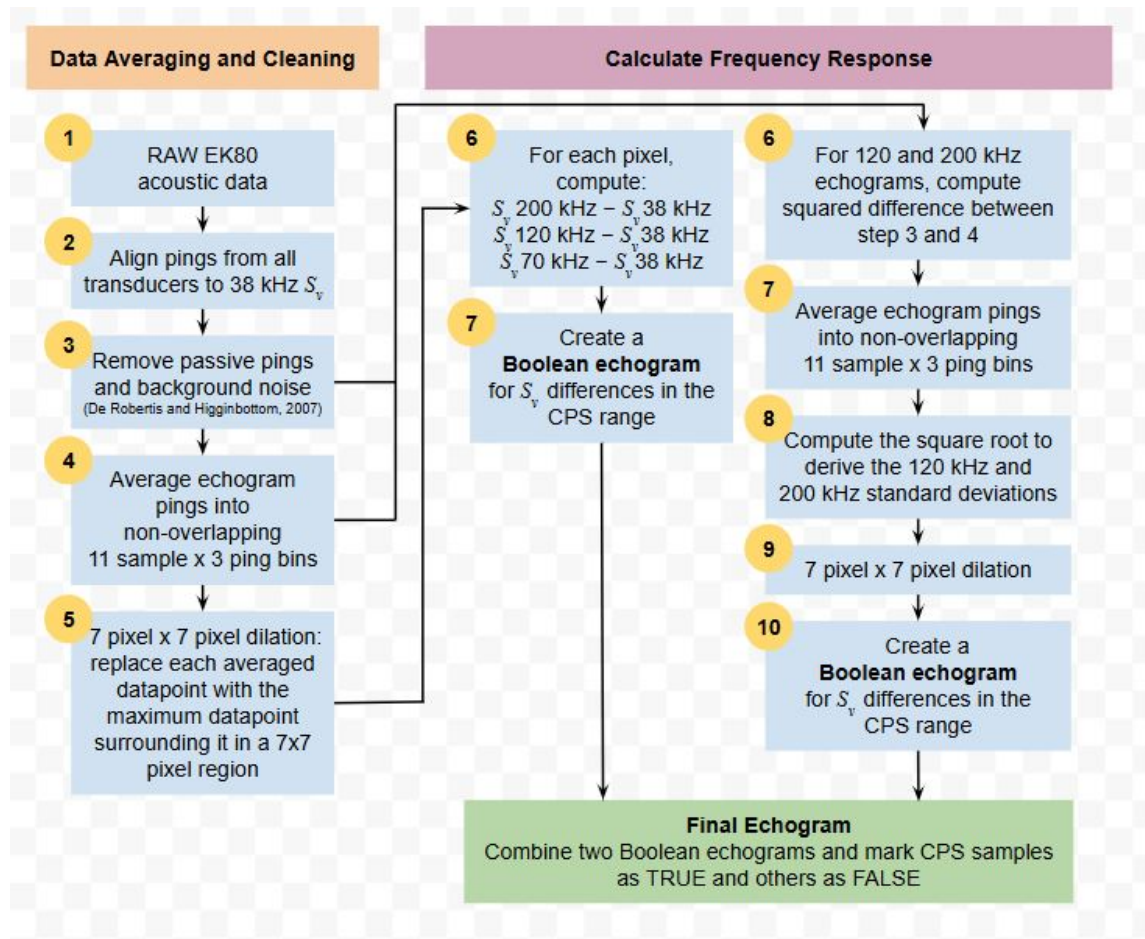 Data Averaging and Cleaning
Calculate Frequency Response
1
RAW EK80
acoustic data
2
Align pings from all
transducers to 38 kHz Sv
3
Remove passive pings
and background noise
(De Robertis and Higginbottom, 2007)
4
Average echogram
pings into
non-overlapping
11 sample x 3 ping bins
5
7 pixel x 7 pixel dilation:
replace each averaged
datapoint with the
maximum datapoint
surrounding it in a 7x7
pixel region
6
For each pixel,
compute:
Sv 200 kHz – Sv 38 kHz
Sv 120 kHz – Sv 38 kHz
Sv 70 kHz – Sv 38 kHz
7
Create a
Boolean echogram
for Sv differences in the
CPS range
6
For 120 and 200 kHz
echograms, compute
squared difference between
step 3 and 4
7
Average echogram pings
into non-overlapping
11 sample x 3 ping bins
8
Compute the square root to
derive the 120 kHz and
200 kHz standard deviations
9
7 pixel x 7 pixel dilation
10
Create a
Boolean echogram
for Sv differences in the
CPS range
Final Echogram
Combine two Boolean echograms and mark CPS samples
as TRUE and others as FALSE